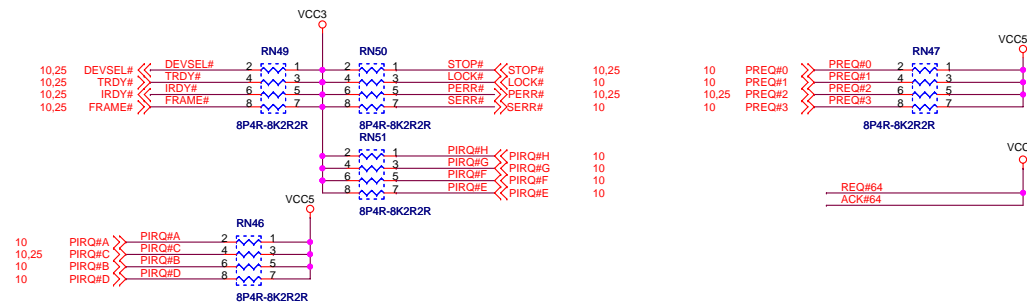 VCC3
VCC5
RN49 RN50 RN47
10,25 DEVSEL# DEVSEL# 2 1 2 1 STOP# STOP# 10,25
10,25 TRDY# TRDY# 4 3 4 3 LOCK# LOCK# 10
10,25 IRDY# IRDY# 6 5 6 5 PERR# PERR# 10,25
10,25 FRAME# FRAME# 8 7 8 7 SERR# SERR# 10
10 PREQ#0 PREQ#0 2 1
10 PREQ#1 PREQ#1 4 3
10,25 PREQ#2 PREQ#2 6 5
10 PREQ#3 PREQ#3 8 7
8P4R-8K2R2R 8P4R-8K2R2R 8P4R-8K2R2R
RN51
2 1 PIRQ#H PIRQ#H 10
4 3 PIRQ#G PIRQ#G 10
6 5 PIRQ#F PIRQ#F 10
8 7 PIRQ#E PIRQ#E 10
8P4R-8K2R2R
VCC
REQ#64
ACK#64
VCC5
RN46
10 PIRQ#A PIRQ#A 2 1
10,25 PIRQ#C PIRQ#C 4 3
10 PIRQ#B PIRQ#B 6 5
10 PIRQ#D PIRQ#D 8 7
8P4R-8K2R2R